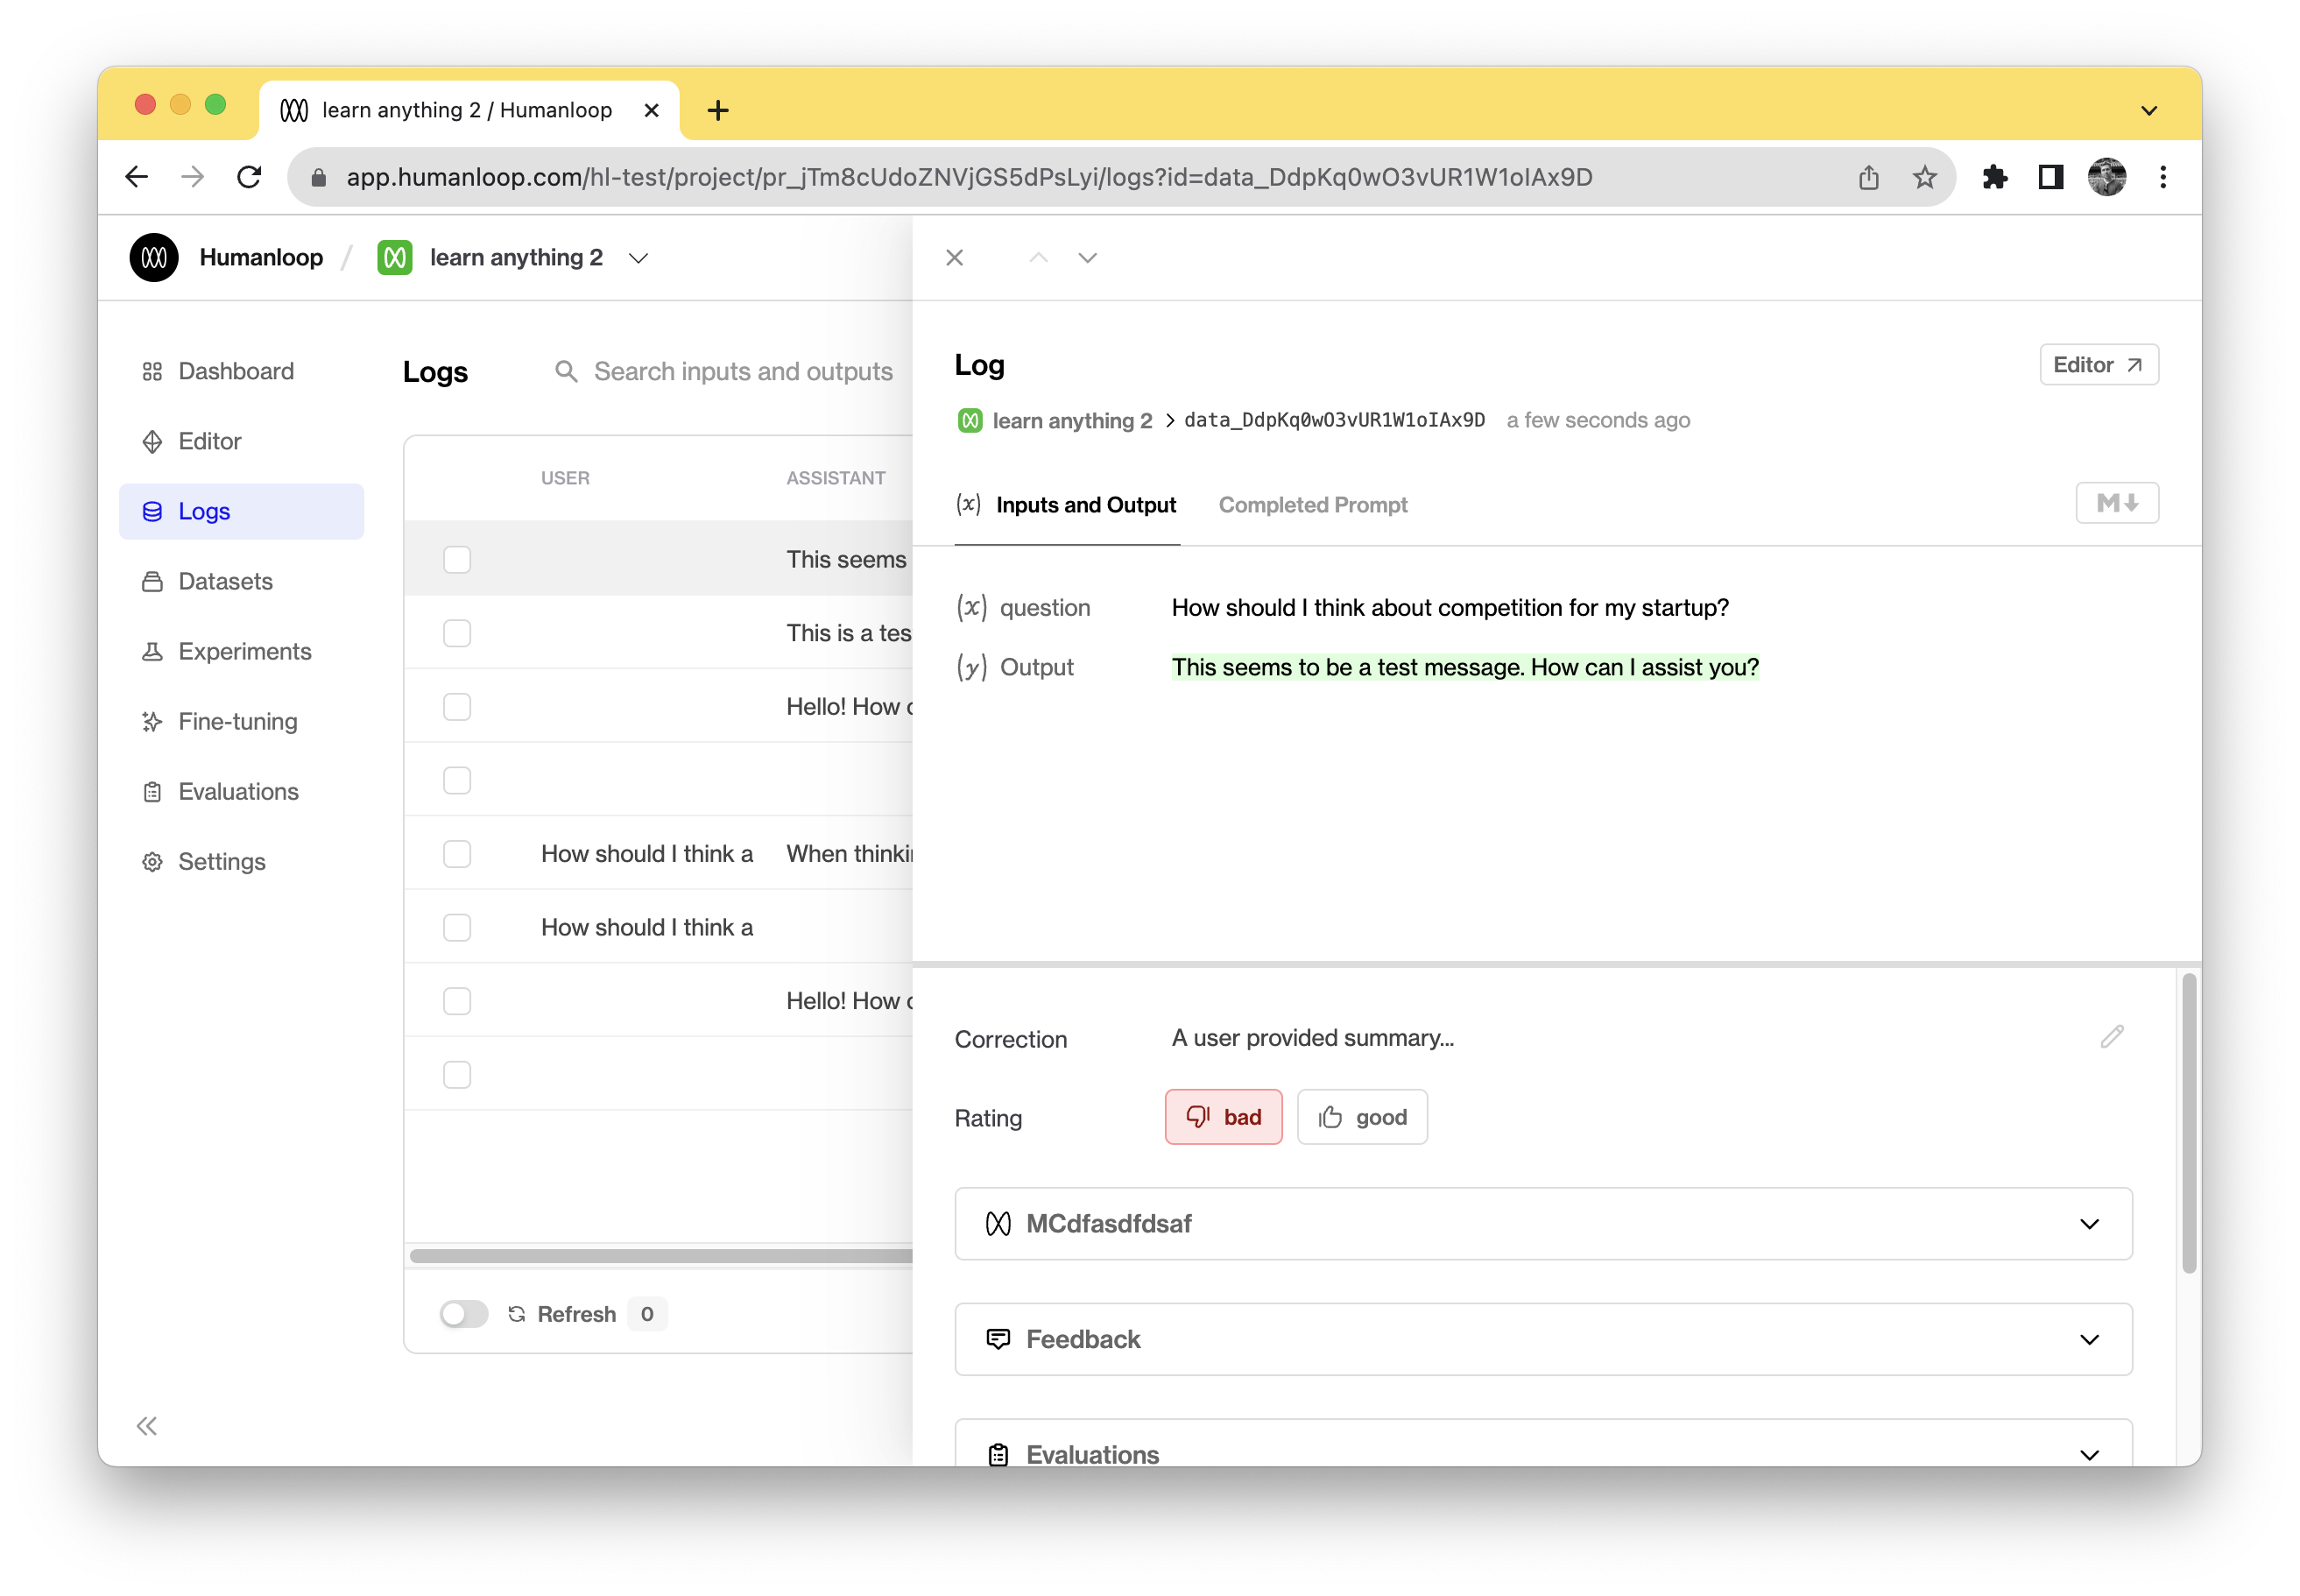 learn anything 2 / Humanloop
app.humanloop.com/hl-test/project/pr_jTm8cUdoZNVjGS5dPsLyi/logs?id=data_DdpKq0wO3vUR1W1oIAx9D
Humanloop / learn anything 2
Dashboard
Editor
Logs
Datasets
Experiments
Fine-tuning
Evaluations
Settings
Logs
Search inputs and outputs
USER ASSISTANT
This seems
This is a tes
Hello! How c
How should I think a When thinkin
How should I think a
Hello! How c
Refresh 0
Log
Editor
learn anything 2 > data_DdpKq0wO3vUR1W1oIAx9D a few seconds ago
(x) Inputs and Output Completed Prompt
M
(x) question How should I think about competition for my startup?
(y) Output This seems to be a test message. How can I assist you?
Correction A user provided summary...
Rating bad good
MCdfasdfdsaf
Feedback
Evaluations